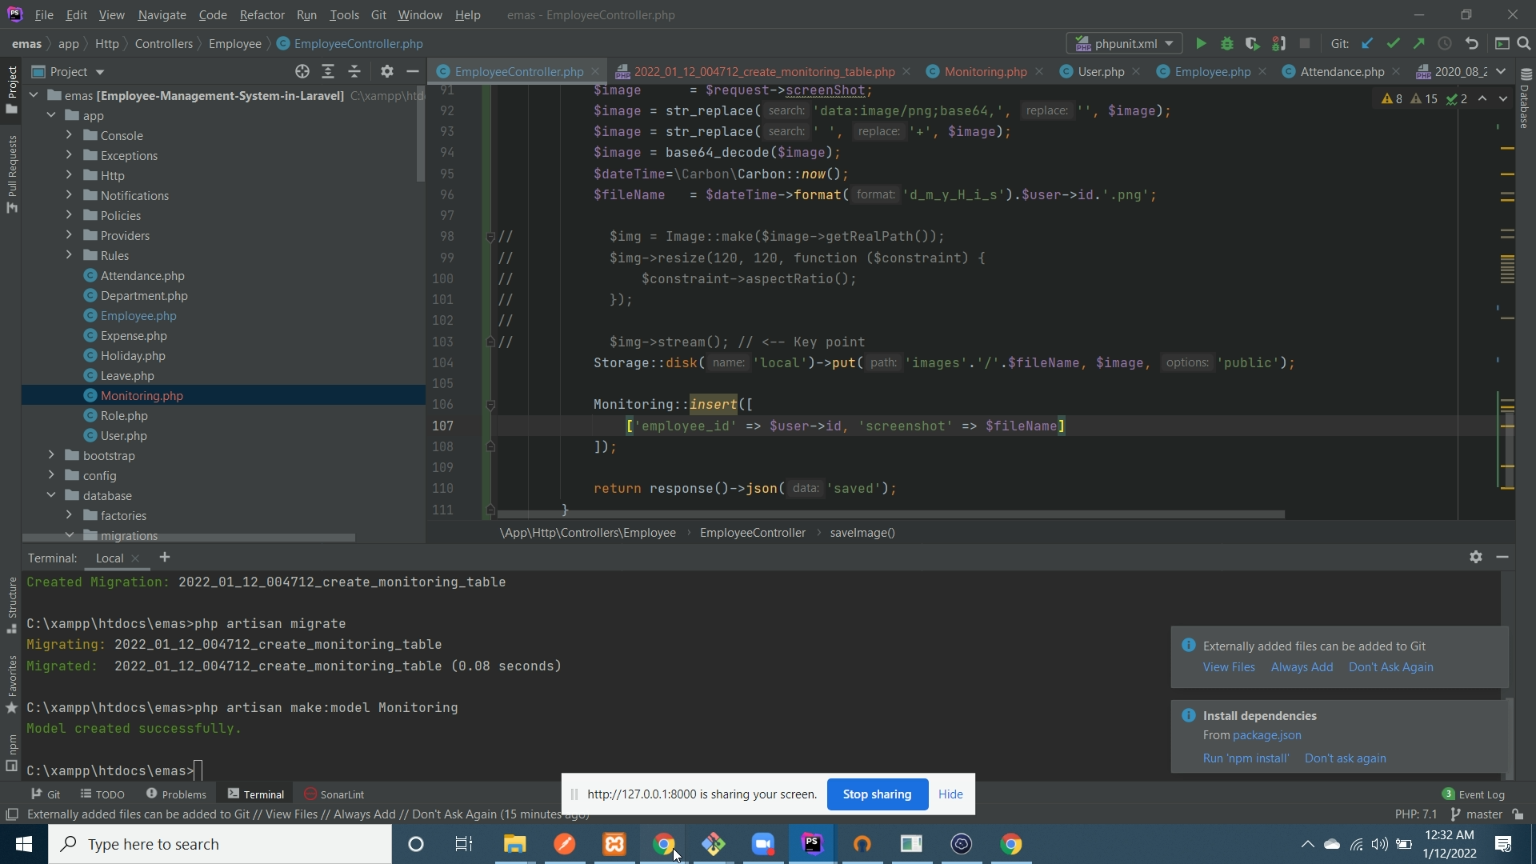 File Edit View Navigate Code Refactor Run Tools Git Window Help emas - EmployeeController.php
emas app Http Controllers Employee EmployeeController.php phpunit.xml Git:
Project
EmployeeController.php 2022_01_12_004712_create_monitoring_table.php Monitoring.php User.php Employee.php Attendance.php 2020_08_2
Project
Pull Requests
Structure
Favorites
npm
Database
emas [Employee-Management-System-in-Laravel] C:\xampp\htd
app
Console
Exceptions
Http
Notifications
Policies
Providers
Rules
Attendance.php
Department.php
Employee.php
Expense.php
Holiday.php
Leave.php
Monitoring.php
Role.php
User.php
bootstrap
config
database
factories
migrations
8 15 2
91 $image = $request->screenShot;
92 $image = str_replace( search: 'data:image/png;base64,', replace: '', $image);
93 $image = str_replace( search: ' ', replace: '+', $image);
94 $image = base64_decode($image);
95 $dateTime=\Carbon\Carbon::now();
96 $fileName = $dateTime->format( format: 'd_m_y_H_i_s').$user->id.'.png';
97
98 // $img = Image::make($image->getRealPath());
99 // $img->resize(120, 120, function ($constraint) {
100 // $constraint->aspectRatio();
101 // });
102 //
103 // $img->stream(); // <-- Key point
104 Storage::disk( name: 'local')->put( path: 'images'.'/'.$fileName, $image, options: 'public');
105
106 Monitoring::insert([
107 ['employee_id' => $user->id, 'screenshot' => $fileName]
108 ]);
109
110 return response()->json( data: 'saved');
111 }
\App\Http\Controllers\Employee EmployeeController saveImage()
Terminal: Local
Created Migration: 2022_01_12_004712_create_monitoring_table
C:\xampp\htdocs\emas>php artisan migrate
Migrating: 2022_01_12_004712_create_monitoring_table
Migrated: 2022_01_12_004712_create_monitoring_table (0.08 seconds)
C:\xampp\htdocs\emas>php artisan make:model Monitoring
Model created successfully.
C:\xampp\htdocs\emas>
Externally added files can be added to Git
View Files Always Add Don't Ask Again
Install dependencies
From package.json
Run 'npm install' Don't ask again
http://127.0.0.1:8000 is sharing your screen. Stop sharing Hide
Git TODO Problems Terminal SonarLint 3 Event Log
Externally added files can be added to Git // View Files // Always Add // Don't Ask Again (15 minutes ago) PHP: 7.1 master
Type here to search
PS
12:32 AM
1/12/2022